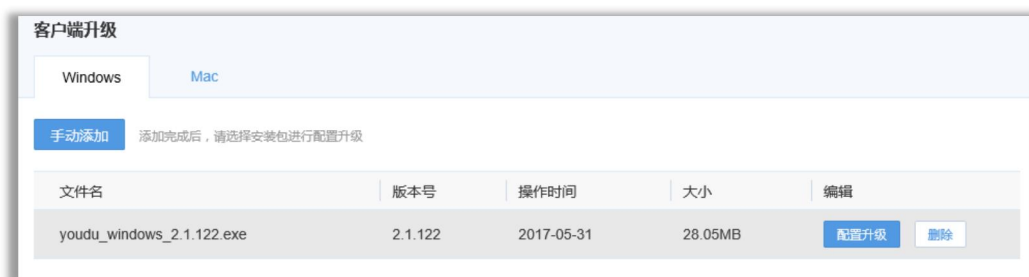 客户端升级
Windows Mac
手动添加 添加完成后，请选择安装包进行配置升级
文件名 版本号 操作时间 大小 编辑
youdu_windows_2.1.122.exe 2.1.122 2017-05-31 28.05MB 配置升级 删除